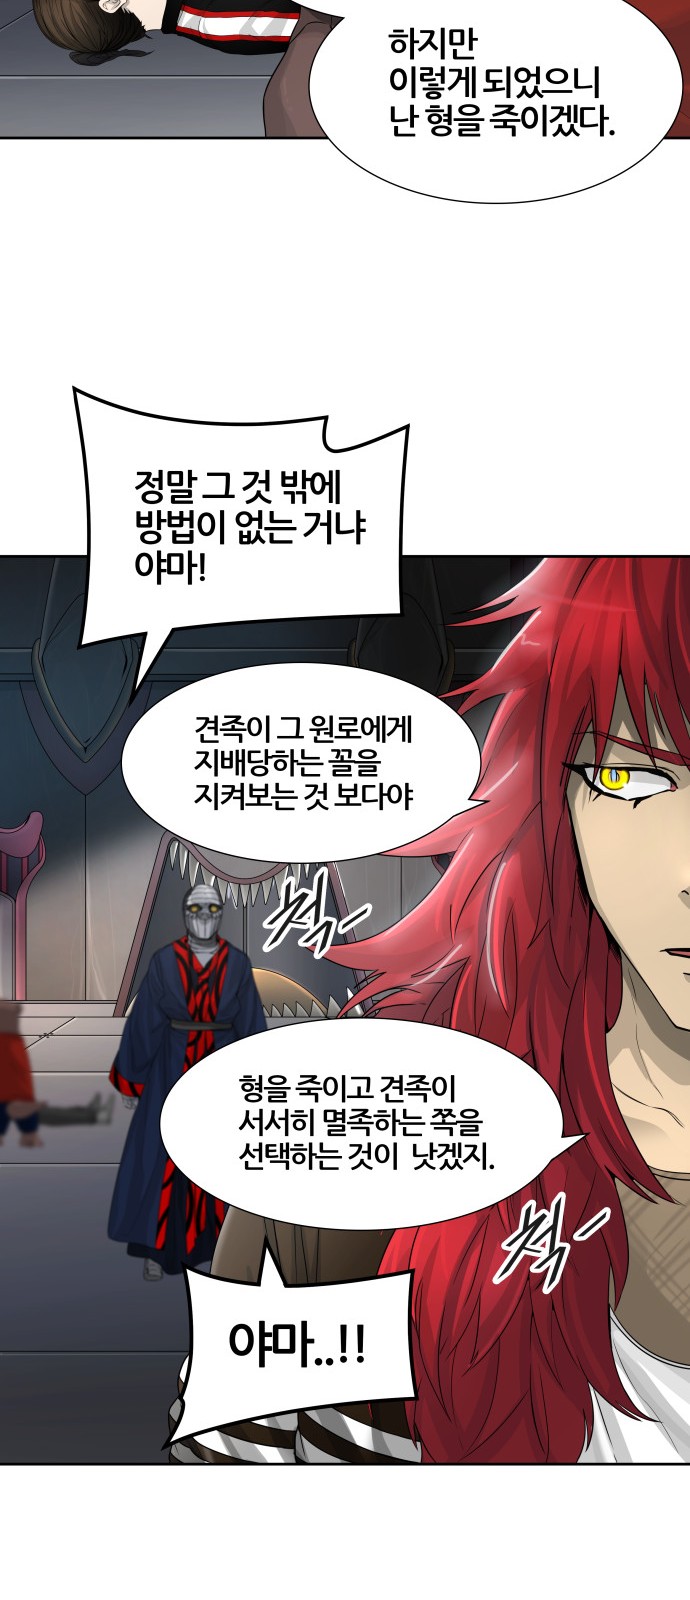 하지만
이렇게 되었으니
난 형을 죽이겠다.
정말 그 것 밖에
방법이 없는 거냐
야마!
견족이 그 원로에게
지배당하는 꼴을
지켜보는 것 보다야
척-
형을 죽이고 견족이
서서히 멸족하는 쪽을
선택하는 것이 낫겠지.
척-
야마..!!